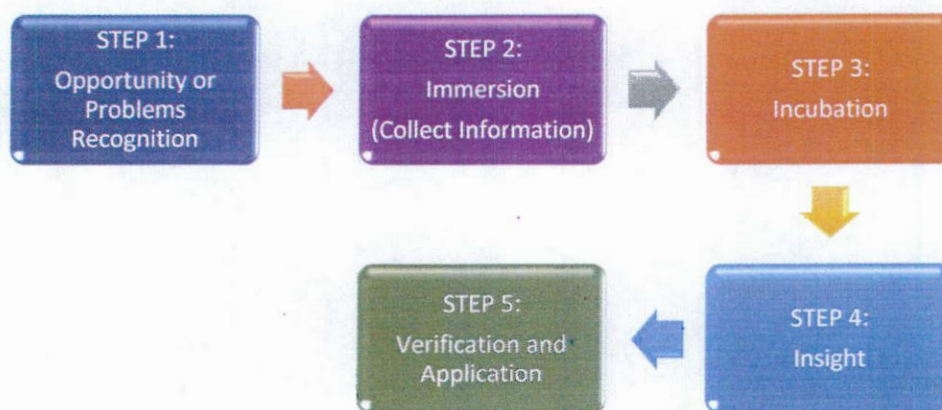 STEP 1:
Opportunity or
Problems
Recognition
STEP 2:
Immersion
(Collect Information)
STEP 3:
Incubation
STEP 4:
Insight
STEP 5:
Verification and
Application